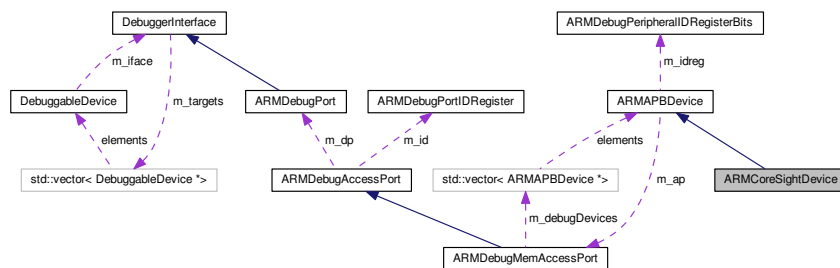 DebuggerInterface
ARMDebugPeripheralIDRegisterBits
m_iface
m_idreg
DebuggableDevice
m_targets
ARMDebugPort
ARMDebugPortIDRegister
ARMAPBDevice
elements
m_dp
m_id
elements
std::vector< DebuggableDevice *>
ARMDebugAccessPort
std::vector< ARMAPBDevice *>
m_ap
ARMCoreSightDevice
m_debugDevices
ARMDebugMemAccessPort